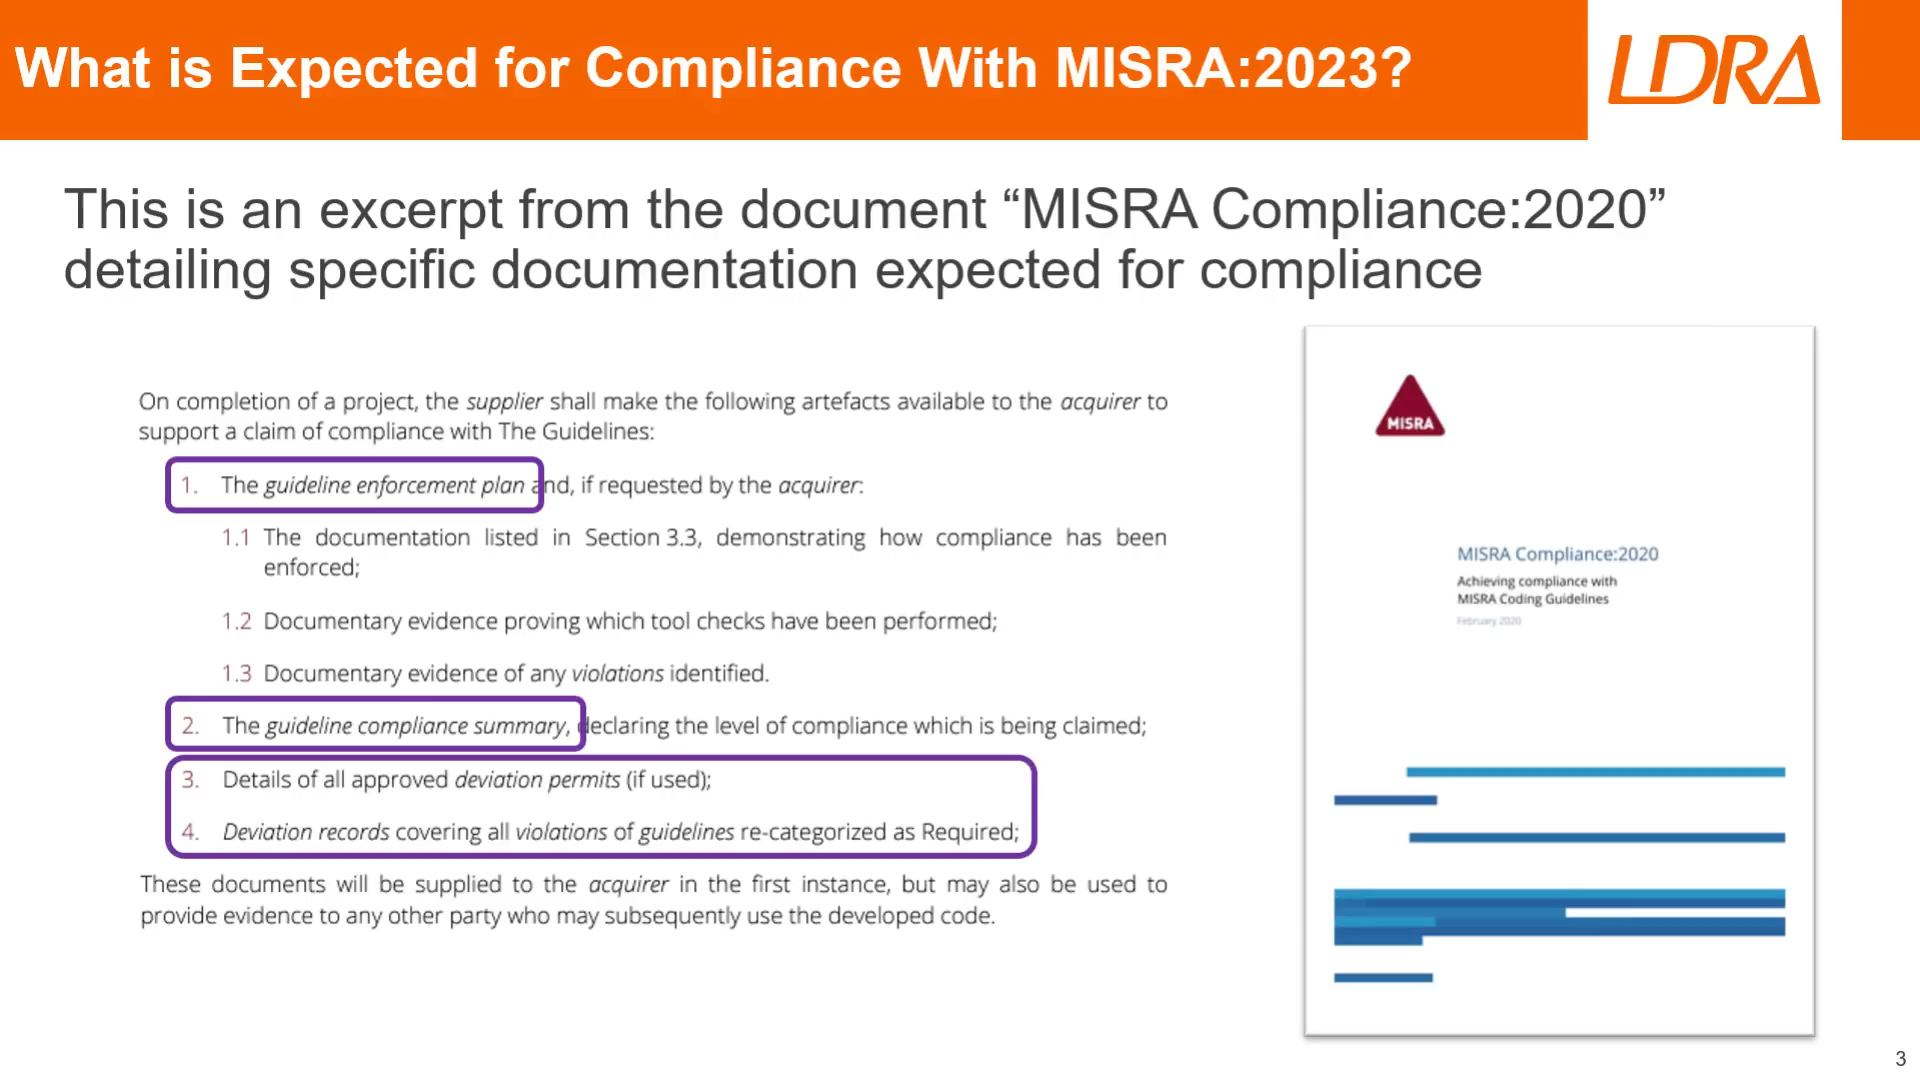 What is Expected for Compliance With MISRA:2023?
LDRA
This is an excerpt from the document “MISRA Compliance:2020”
detailing specific documentation expected for compliance
On completion of a project, the supplier shall make the following artefacts available to the acquirer to
support a claim of compliance with The Guidelines:
1. The guideline enforcement plan and, if requested by the acquirer:
1.1 The documentation listed in Section 3.3, demonstrating how compliance has been
enforced;
1.2 Documentary evidence proving which tool checks have been performed;
1.3 Documentary evidence of any violations identified.
2. The guideline compliance summary, declaring the level of compliance which is being claimed;
3. Details of all approved deviation permits (if used);
4. Deviation records covering all violations of guidelines re-categorized as Required;
These documents will be supplied to the acquirer in the first instance, but may also be used to
provide evidence to any other party who may subsequently use the developed code.
MISRA
MISRA Compliance:2020
Achieving compliance with
MISRA Coding Guidelines
February 2020
3